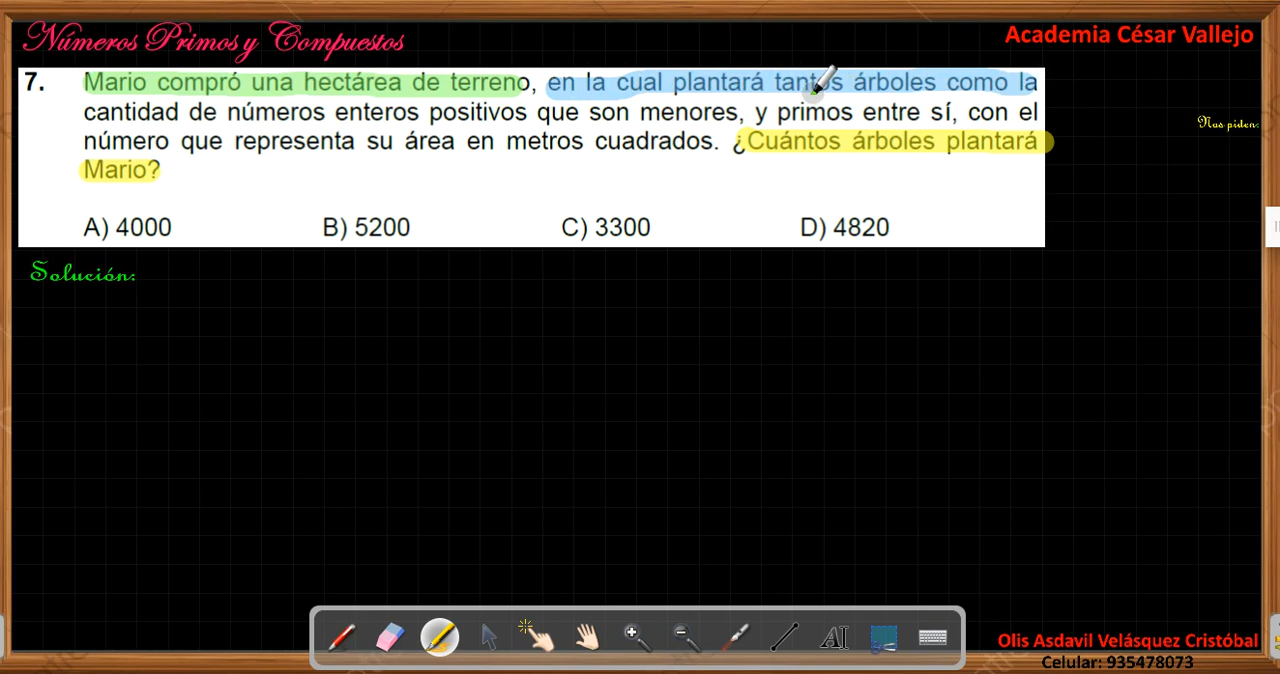 Números Primos y Compuestos
Academia César Vallejo
7. Mario compró una hectárea de terreno, en la cual plantará tantos árboles como la
cantidad de números enteros positivos que son menores, y primos entre sí, con el
número que representa su área en metros cuadrados. ¿Cuántos árboles plantará
Mario?
Nos piden:
A) 4000 B) 5200 C) 3300 D) 4820
Solución:
AI
Olis Asdavil Velásquez Cristóbal
Celular: 935478073